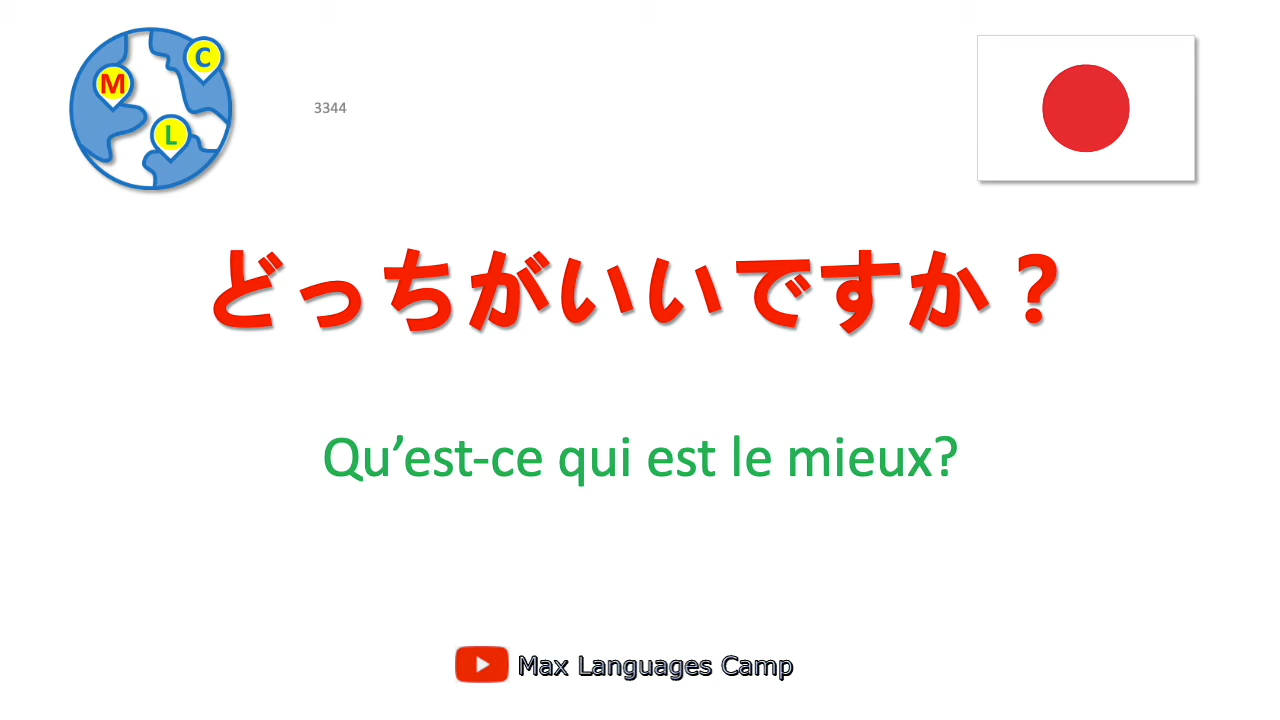 C
M
L
3344
どっちがいいですか？
Qu’est-ce qui est le mieux?
Max Languages Camp